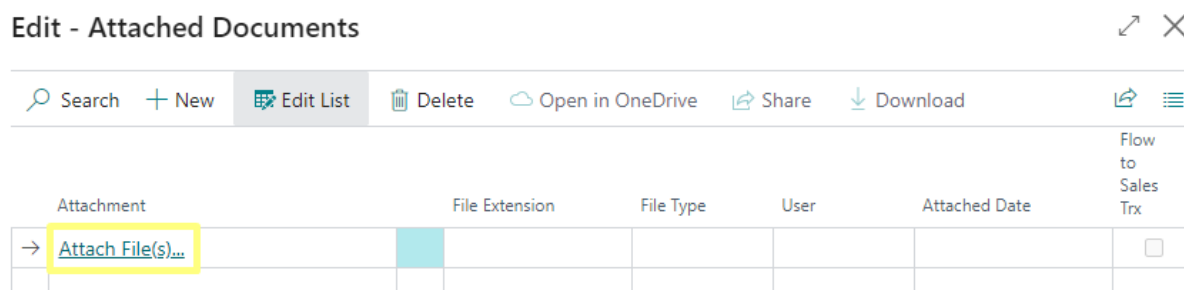 Edit - Attached Documents
Search New Edit List Delete Open in OneDrive Share Download
Flow
to
Sales
Attachment File Extension File Type User Attached Date Trx
Attach File(s)...